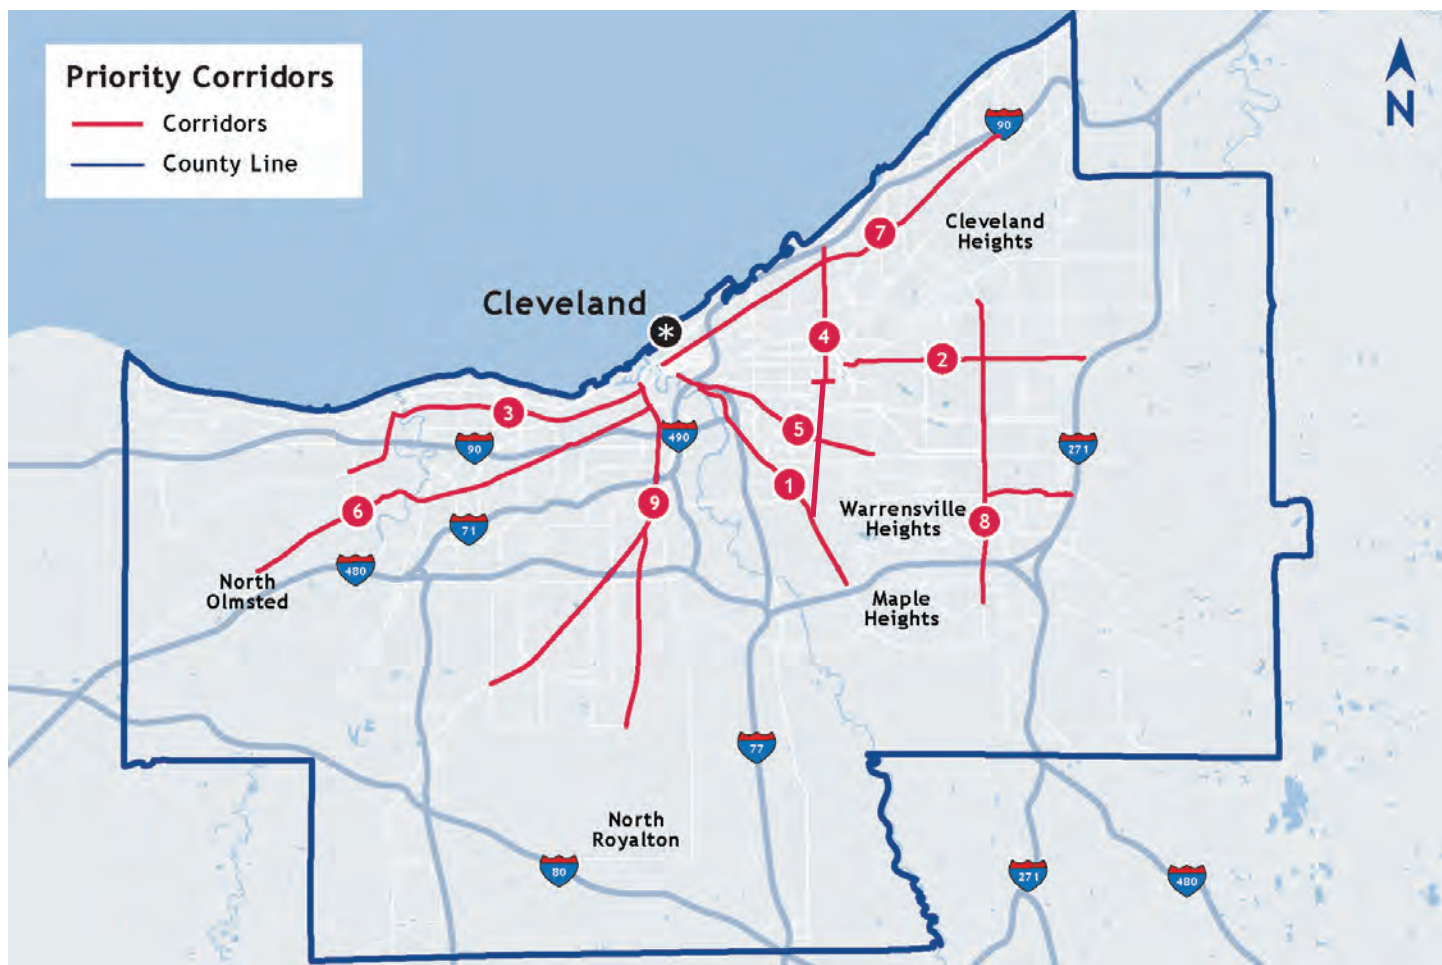 Priority Corridors
Corridors
County Line
N
90
Cleveland
Heights
7
Cleveland
*
4
2
3
5
90
490
271
1
6
9
Warrensville
Heights
8
71
480
North
Olmsted
Maple
Heights
77
North
Royalton
80
271
480